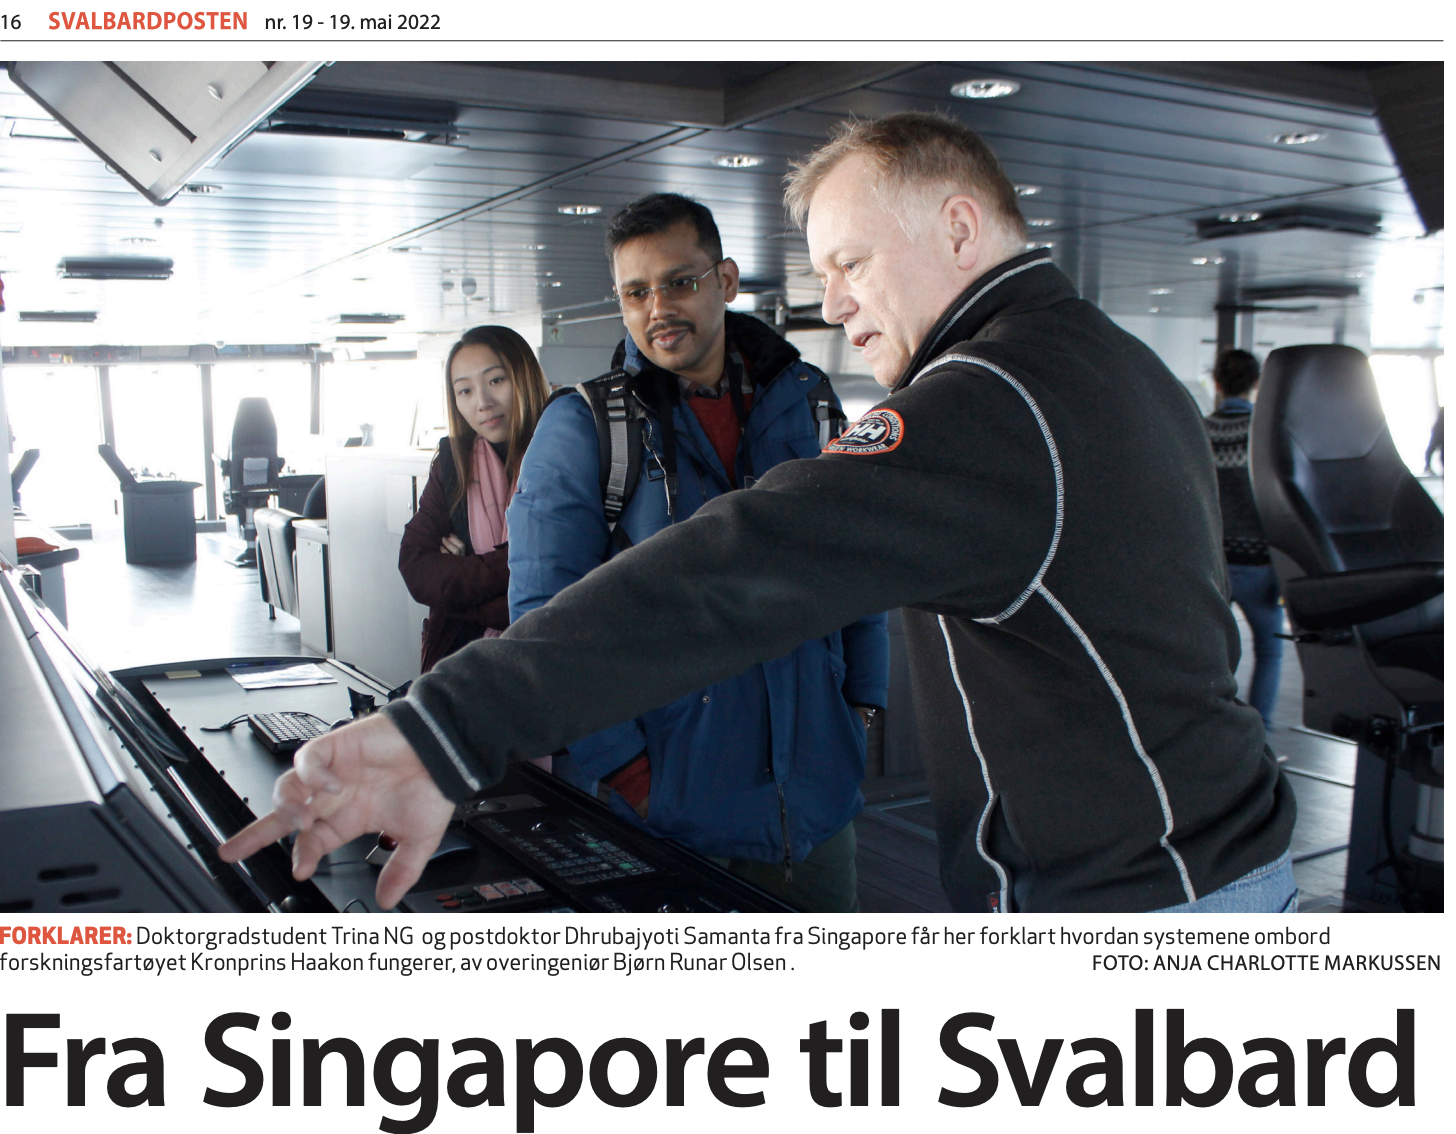 16 SVALBARDPOSTEN nr. 19 - 19. mai 2022
HH
WORKWEAR
FORKLARER: Doktorgradstudent Trina NG og postdoktor Dhrubajyoti Samanta fra Singapore får her forklart hvordan systemene ombord
forskningsfartøyet Kronprins Haakon fungerer, av overingeniør Bjørn Runar Olsen .
FOTO: ANJA CHARLOTTE MARKUSSEN
Fra Singapore til Svalbard